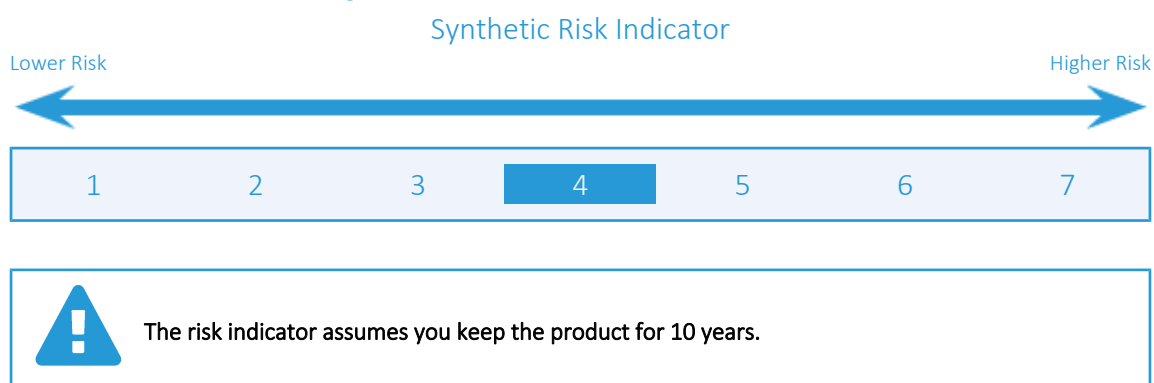 Synthetic Risk Indicator
Lower Risk Higher Risk
1 2 3 4 5 6 7
The risk indicator assumes you keep the product for 10 years.